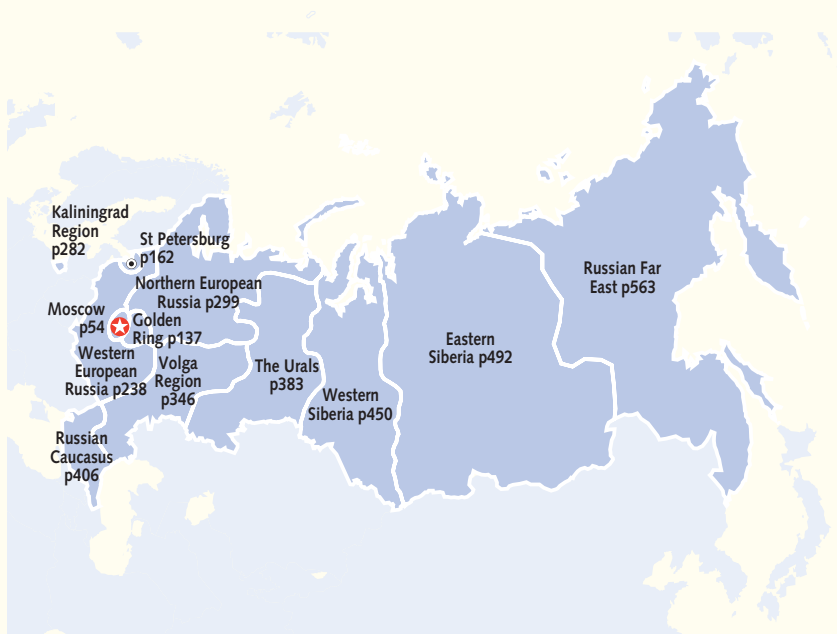 Kaliningrad
Region
p282
St Petersburg
p162
Northern European
Russia p299
Moscow
p54
Golden
Ring p137
Western
European
Russia p238
Volga
Region
p346
The Urals
p383
Western
Siberia p450
Eastern
Siberia p492
Russian Far
East p563
Russian
Caucasus
p406